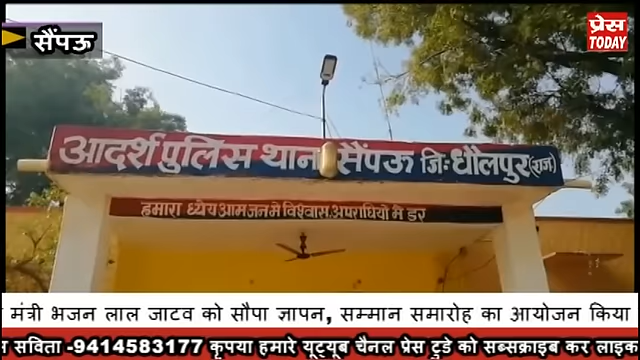 सैंपऊ
प्रेस
TODAY
आदर्श पुलिस थाना सैंपऊ जि: धौलपुर (राज)
हमारा ध्येय आमजन मे विश्वास, अपराधियो मे डर
मंत्री भजन लाल जाटव को सौपा ज्ञापन, सम्मान समारोह का आयोजन किया
सविता -9414583177 कृपया हमारे यूट्यूब चैनल प्रेस टुडे को सब्सक्राइब कर लाइक